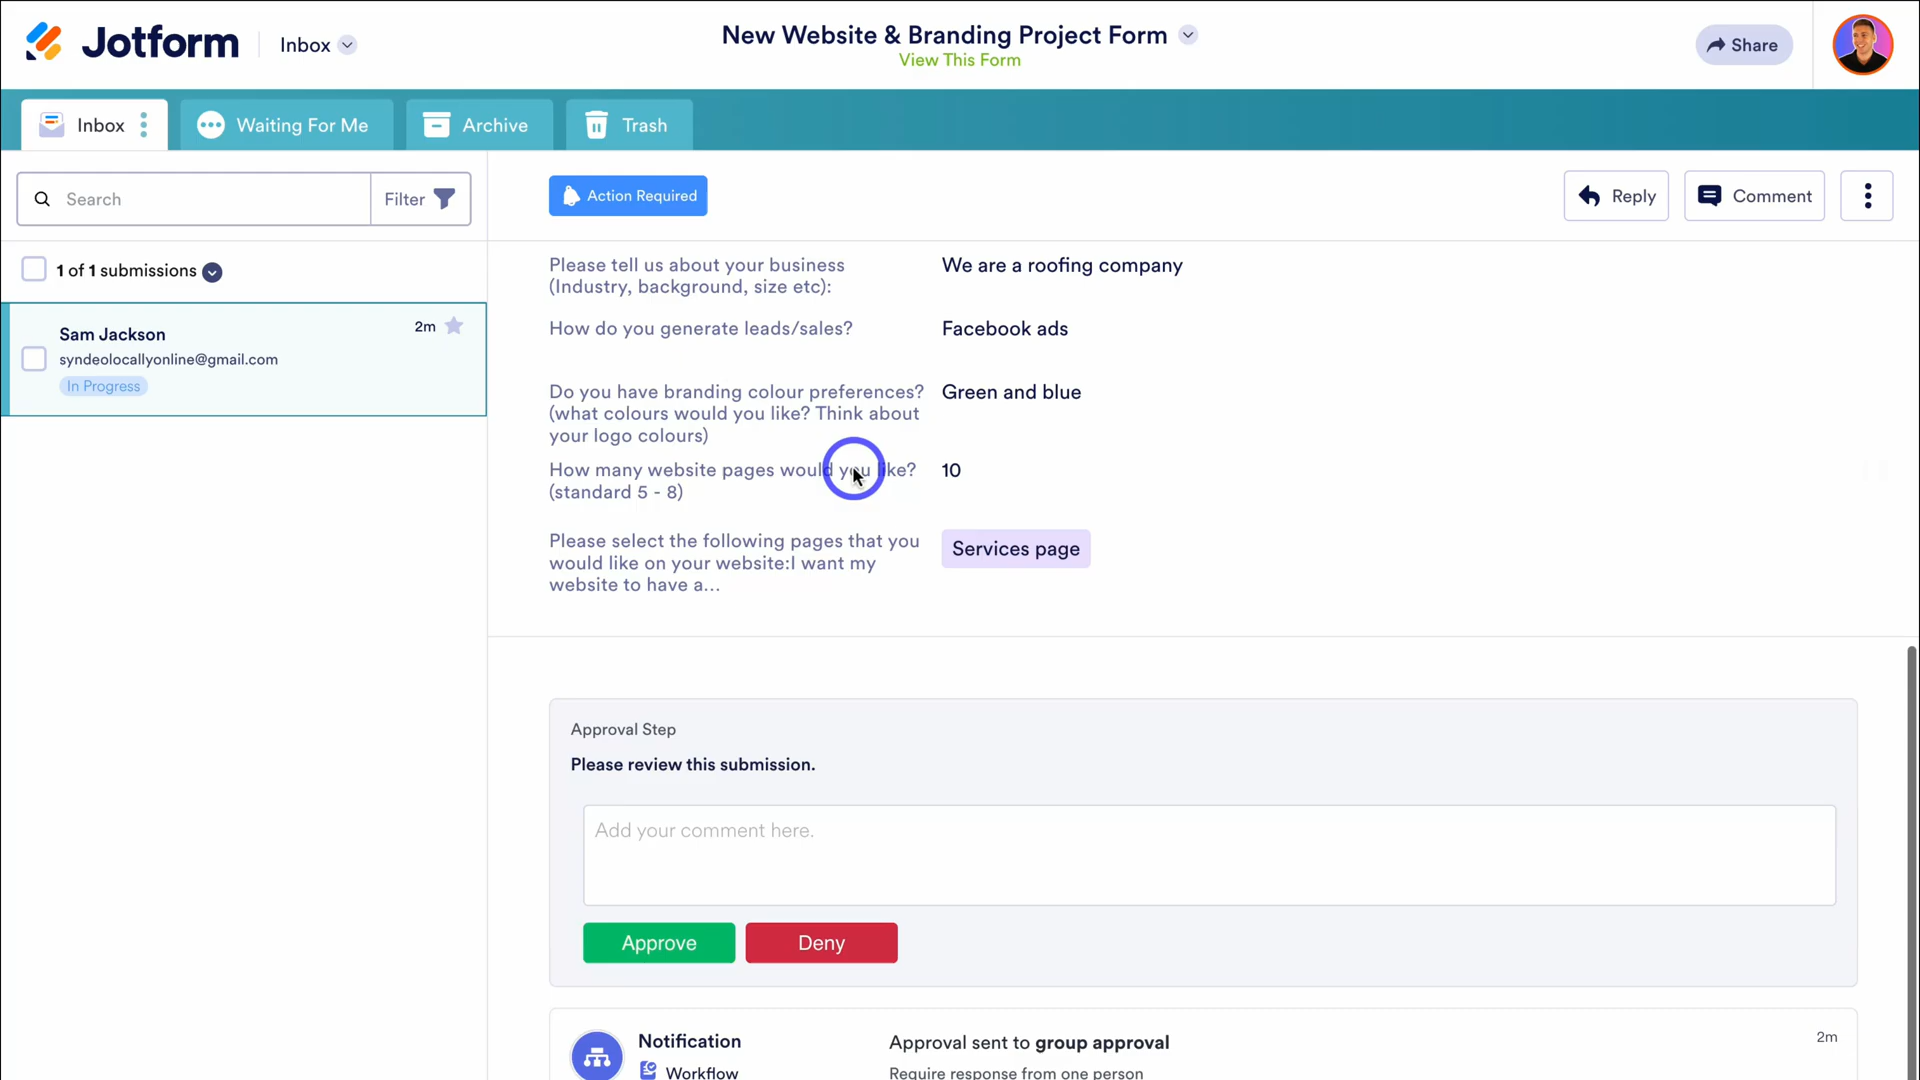 Jotform
Inbox
New Website & Branding Project Form
View This Form
Share
Inbox
Waiting For Me
Archive
Trash
Search
Filter
Action Required
Reply
Comment
1 of 1 submissions
Sam Jackson
2m
syndeolocallyonline@gmail.com
In Progress
Please tell us about your business
(Industry, background, size etc):
We are a roofing company
How do you generate leads/sales?
Facebook ads
Do you have branding colour preferences?
(what colours would you like? Think about
your logo colours)
Green and blue
How many website pages would you like?
(standard 5 - 8)
10
Please select the following pages that you
would like on your website:I want my
website to have a...
Services page
Approval Step
Please review this submission.
Add your comment here.
Approve
Deny
Notification
Workflow
Approval sent to group approval
Require response from one person
2m